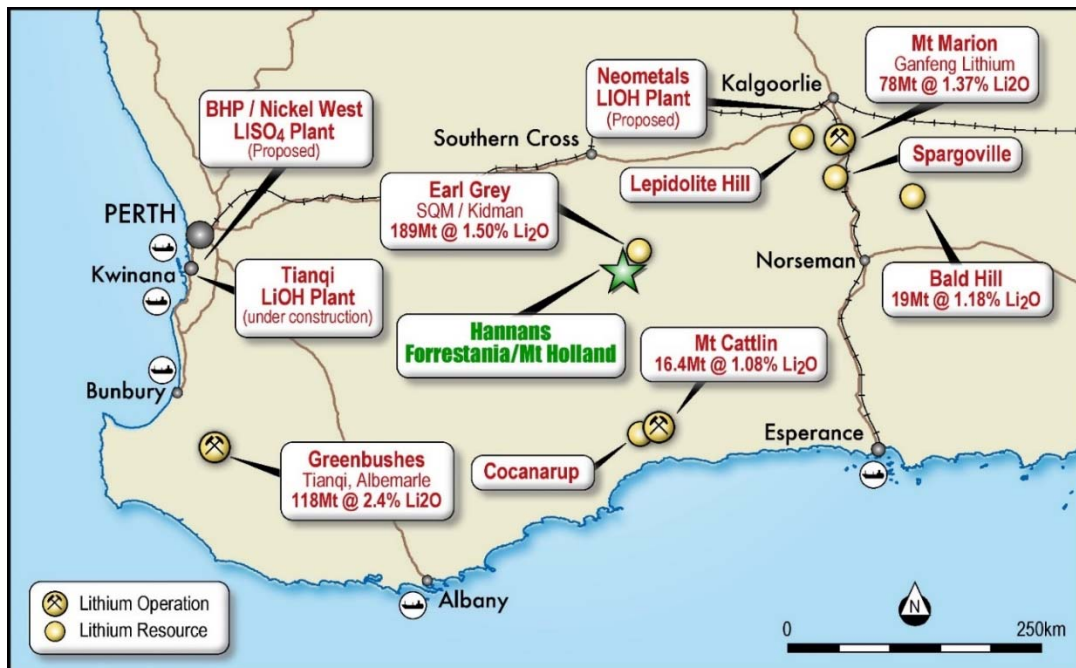 BHP / Nickel West
LISO₄ Plant
(Proposed)
Neometals
LIOH Plant
(Proposed)
Kalgoorlie
Mt Marion
Ganfeng Lithium
78Mt @ 1.37% Li2O
Southern Cross
Lepidolite Hill
Spargoville
Earl Grey
SQM / Kidman
189Mt @ 1.50% Li₂O
PERTH
Kwinana
Tianqi
LiOH Plant
(under construction)
Norseman
Bald Hill
19Mt @ 1.18% Li₂O
Hannans
Forrestania/Mt Holland
Mt Cattlin
16.4Mt @ 1.08% Li₂O
Bunbury
Esperance
Greenbushes
Tianqi, Albemarle
118Mt @ 2.4% Li2O
Cocanarup
Albany
Lithium Operation
Lithium Resource
N
0
250km